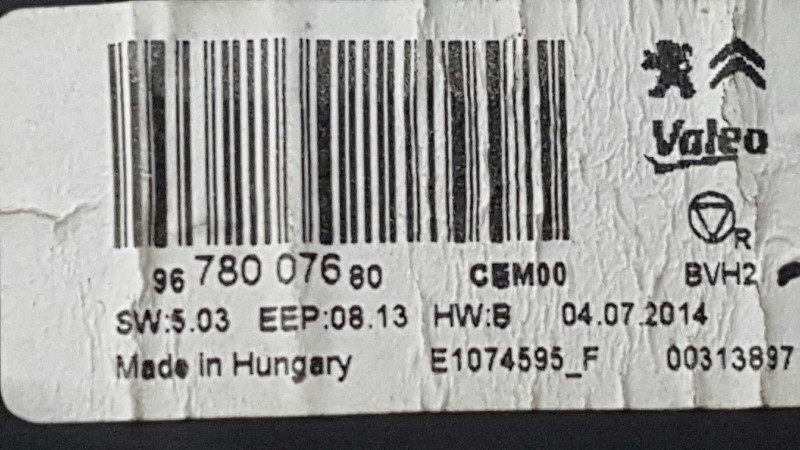 Valeo
R
96 780 076 80 CEM00 BVH2
SW:5.03 EEP:08.13 HW:B 04.07.2014
Made in Hungary E1074595_F 00313897